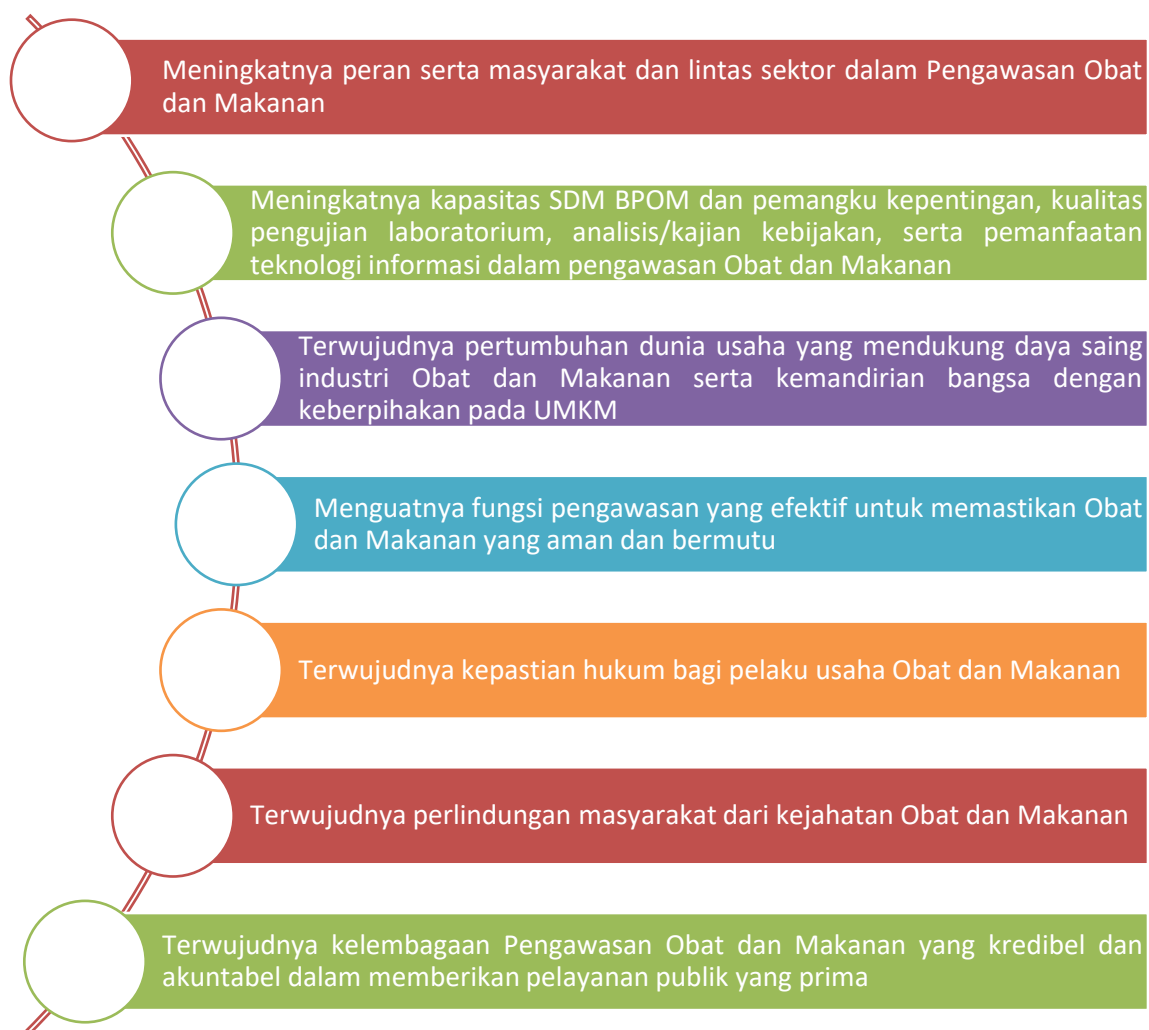 Meningkatnya peran serta masyarakat dan lintas sektor dalam Pengawasan Obat
dan Makanan
Meningkatnya kapasitas SDM BPOM dan pemangku kepentingan, kualitas
pengujian laboratorium, analisis/kajian kebijakan, serta pemanfaatan
teknologi informasi dalam pengawasan Obat dan Makanan
Terwujudnya pertumbuhan dunia usaha yang mendukung daya saing
industri Obat dan Makanan serta kemandirian bangsa dengan
keberpihakan pada UMKM
Menguatnya fungsi pengawasan yang efektif untuk memastikan Obat
dan Makanan yang aman dan bermutu
Terwujudnya kepastian hukum bagi pelaku usaha Obat dan Makanan
Terwujudnya perlindungan masyarakat dari kejahatan Obat dan Makanan
Terwujudnya kelembagaan Pengawasan Obat dan Makanan yang kredibel dan
akuntabel dalam memberikan pelayanan publik yang prima